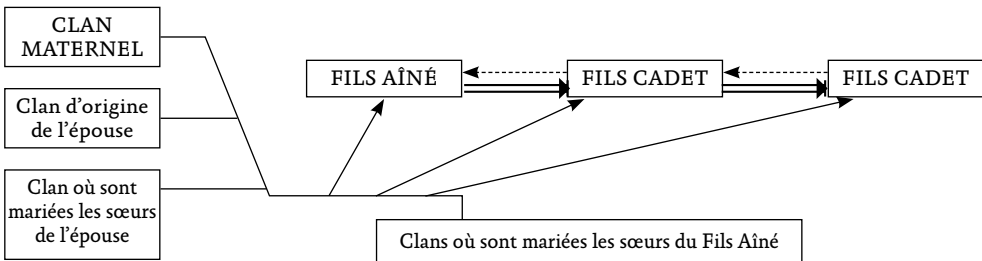 CLAN
MATERNEL
Clan d'origine
de l'épouse
Clan où sont
mariées les sœurs
de l'épouse
FILS AÎNÉ
FILS CADET
FILS CADET
Clans où sont mariées les sœurs du Fils Aîné